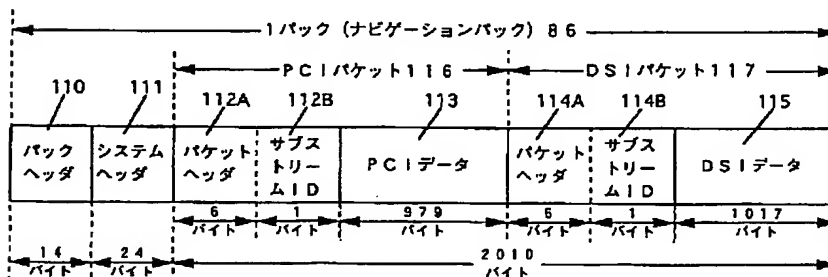 1パック（ナビゲーションパック）86
PCIパケット116
DSIパケット117
110
111
112A
112B
113
114A
114B
115
パック
ヘッダ
システム
ヘッダ
パケット
ヘッダ
サブス
トリー
ムID
PCIデータ
パケット
ヘッダ
サブス
トリー
ムID
DSIデータ
6
バイト
1
バイト
979
バイト
6
バイト
1
バイト
1017
バイト
14
バイト
24
バイト
2010
バイト